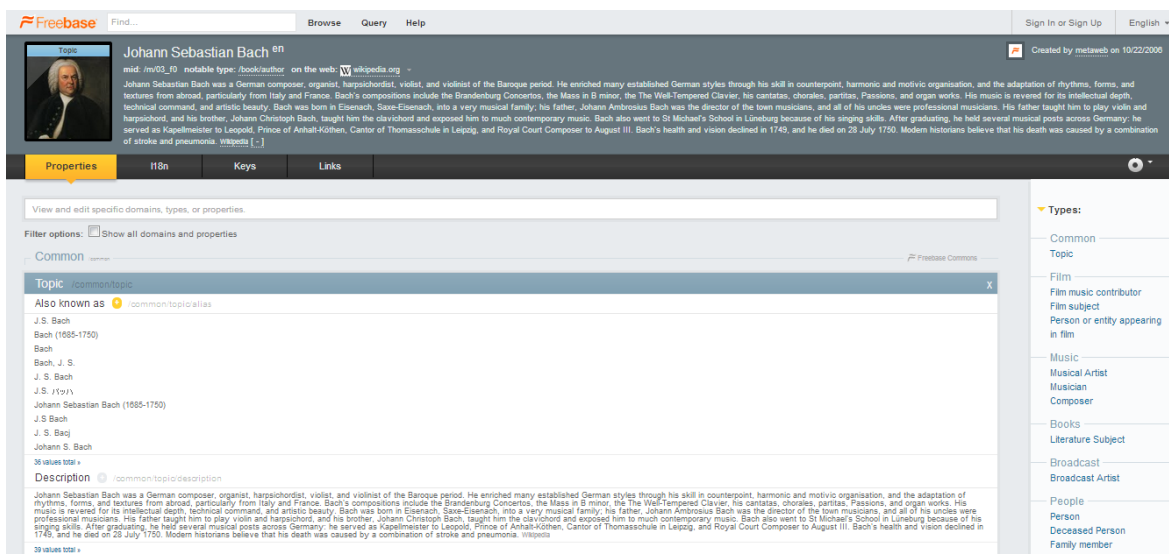 Freebase Find... Browse Query Help Sign In or Sign Up English
Topic
Johann Sebastian Bach en
Created by metaweb on 10/22/2006
mid: /m/03_f0 notable type: /book/author on the web: W wikipedia.org
Johann Sebastian Bach was a German composer, organist, harpsichordist, violist, and violinist of the Baroque period. He enriched many established German styles through his skill in counterpoint, harmonic and motivic organisation, and the adaptation of rhythms, forms, and
textures from abroad, particularly from Italy and France. Bach's compositions include the Brandenburg Concertos, the Mass in B minor, the The Well-Tempered Clavier, his cantatas, chorales, partitas, Passions, and organ works. His music is revered for its intellectual depth,
technical command, and artistic beauty. Bach was born in Eisenach, Saxe-Eisenach, into a very musical family; his father, Johann Ambrosius Bach was the director of the town musicians, and all of his uncles were professional musicians. His father taught him to play violin and
harpsichord, and his brother, Johann Christoph Bach, taught him the clavichord and exposed him to much contemporary music. Bach also went to St Michael's School in Lüneburg because of his singing skills. After graduating, he held several musical posts across Germany: he
served as Kapellmeister to Leopold, Prince of Anhalt-Köthen, Cantor of Thomasschule in Leipzig, and Royal Court Composer to August III. Bach's health and vision declined in 1749, and he died on 28 July 1750. Modern historians believe that his death was caused by a combination
of stroke and pneumonia. Wikipedia [ - ]
Properties I18n Keys Links
View and edit specific domains, types, or properties.
Filter options: Show all domains and properties
Common common Freebase Commons
Topic /common/topic X
Also known as /common/topic/alias
J.S. Bach
Bach (1685-1750)
Bach
Bach, J. S.
J. S. Bach
J.S. バッハ
Johann Sebastian Bach (1685-1750)
J.S Bach
J. S. Bacj
Johann S. Bach
36 values total »
Description /common/topic/description
Johann Sebastian Bach was a German composer, organist, harpsichordist, violist, and violinist of the Baroque period. He enriched many established German styles through his skill in counterpoint, harmonic and motivic organisation, and the adaptation of
rhythms, forms, and textures from abroad, particularly from Italy and France. Bach's compositions include the Brandenburg Concertos, the Mass in B minor, the The Well-Tempered Clavier, his cantatas, chorales, partitas, Passions, and organ works. His
music is revered for its intellectual depth, technical command, and artistic beauty. Bach was born in Eisenach, Saxe-Eisenach, into a very musical family; his father, Johann Ambrosius Bach was the director of the town musicians, and all of his uncles were
professional musicians. His father taught him to play violin and harpsichord, and his brother, Johann Christoph Bach, taught him the clavichord and exposed him to much contemporary music. Bach also went to St Michael's School in Lüneburg because of his
singing skills. After graduating, he held several musical posts across Germany: he served as Kapellmeister to Leopold, Prince of Anhalt-Köthen, Cantor of Thomasschule in Leipzig, and Royal Court Composer to August III. Bach's health and vision declined in
1749, and he died on 28 July 1750. Modern historians believe that his death was caused by a combination of stroke and pneumonia. Wikipedia
39 values total »
Types:
Common
Topic
Film
Film music contributor
Film subject
Person or entity appearing
in film
Music
Musical Artist
Musician
Composer
Books
Literature Subject
Broadcast
Broadcast Artist
People
Person
Deceased Person
Family member